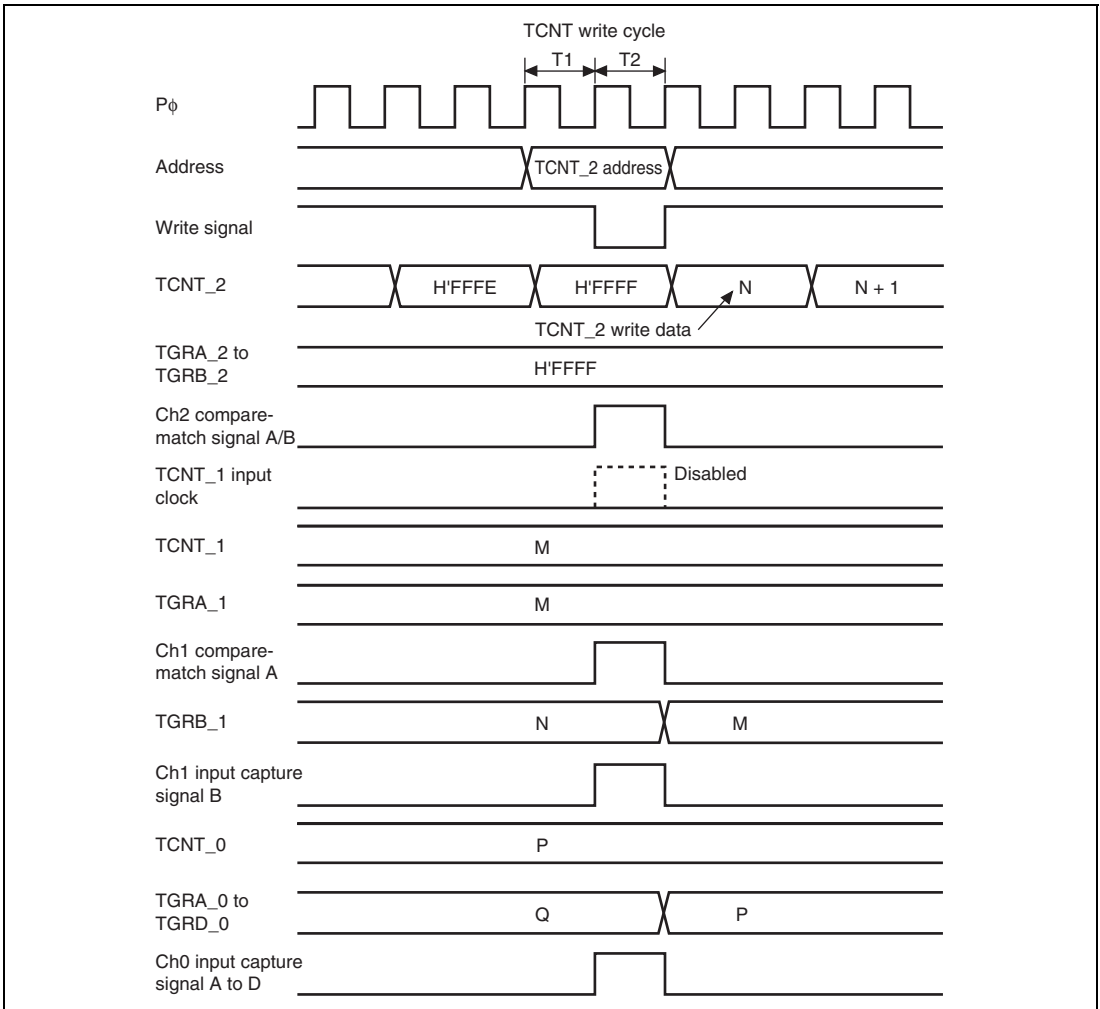 TCNT write cycle
T1 T2
Pϕ
Address
TCNT_2 address
Write signal
TCNT_2
H'FFFE H'FFFF N N + 1
TCNT_2 write data
TGRA_2 to
TGRB_2
H'FFFF
Ch2 compare-
match signal A/B
TCNT_1 input
clock
Disabled
TCNT_1
M
TGRA_1
M
Ch1 compare-
match signal A
TGRB_1
N M
Ch1 input capture
signal B
TCNT_0
P
TGRA_0 to
TGRD_0
Q P
Ch0 input capture
signal A to D